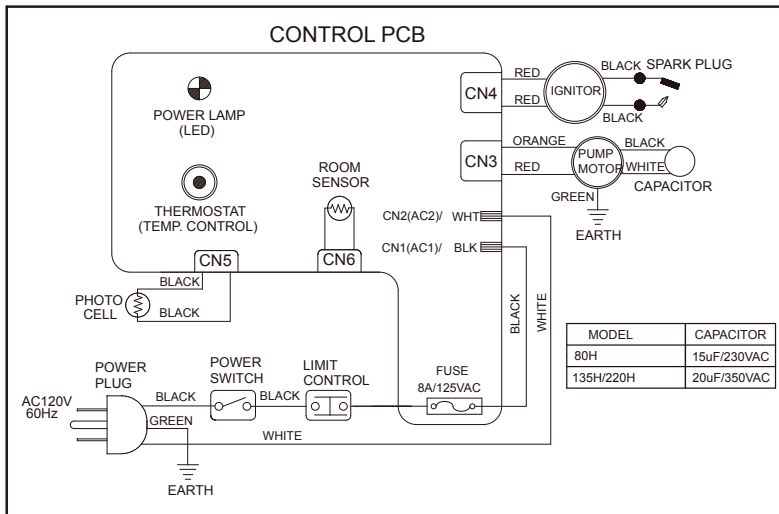 CONTROL PCB
POWER LAMP
(LED)
THERMOSTAT
(TEMP. CONTROL)
ROOM
SENSOR
CN4
RED
RED
IGNITOR
BLACK
SPARK PLUG
BLACK
CN3
ORANGE
RED
PUMP
MOTOR
BLACK
WHITE
CAPACITOR
GREEN
EARTH
CN2(AC2)/ WHT
CN1(AC1)/ BLK
CN5
CN6
BLACK
BLACK
PHOTO
CELL
BLACK
WHITE
MODEL CAPACITOR
80H 15uF/230VAC
135H/220H 20uF/350VAC
POWER
PLUG
AC120V
60Hz
BLACK
POWER
SWITCH
BLACK
LIMIT
CONTROL
FUSE
8A/125VAC
GREEN
WHITE
EARTH